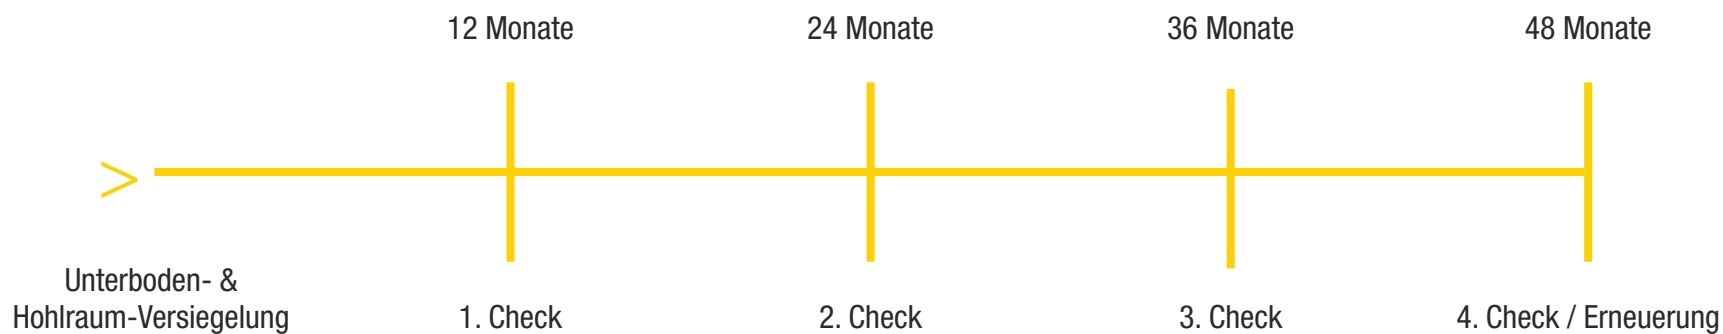 12 Monate
24 Monate
36 Monate
48 Monate
>
Unterboden- &
Hohlraum-Versiegelung
1. Check
2. Check
3. Check
4. Check / Erneuerung